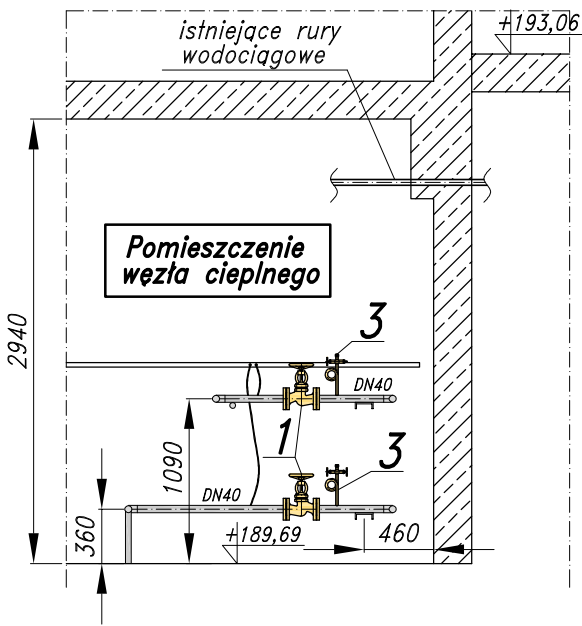 istniejące rury
wodociągowe
+193,06
Pomieszczenie
węzła cieplnego
2940
3
DN40
1
1090
3
DN40
360
+189,69
460